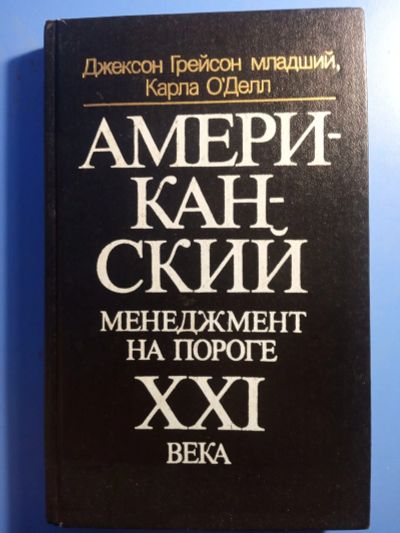 Джексон Грейсон младший,
Карла О'Делл
АМЕРИ-
КАН-
СКИЙ
МЕНЕДЖМЕНТ
НА ПОРОГЕ
XXI
ВЕКА